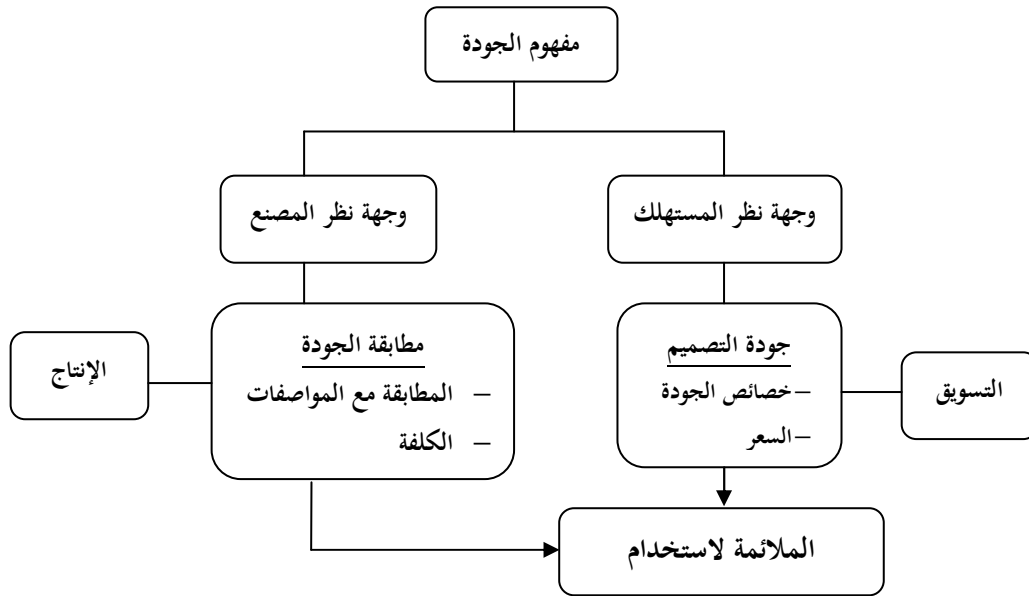 مفهوم الجودة
وجهة نظر المستهلك
وجهة نظر المصنع
جودة التصميم
–خصائص الجودة
–السعر
مطابقة الجودة
– المطابقة مع المواصفات
– الكلفة
التسويق
الإنتاج
الملائمة لاستخدام